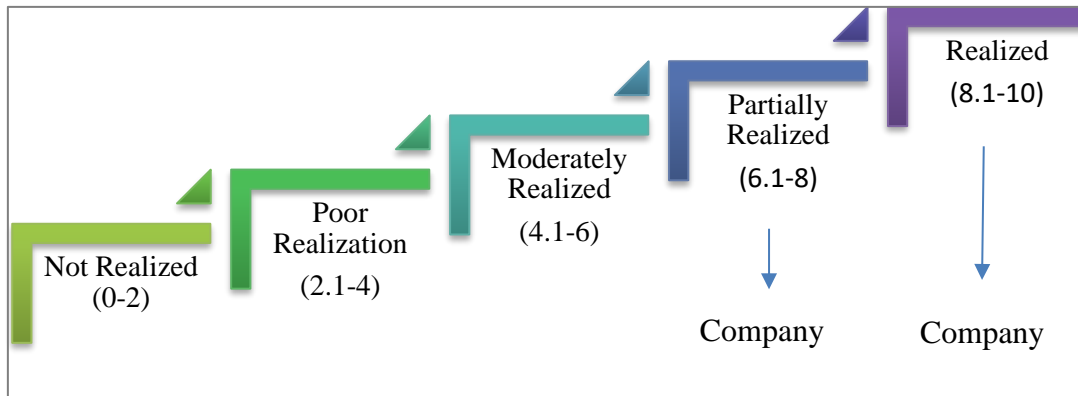 Not Realized
(0-2)
Poor
Realization
(2.1-4)
Moderately
Realized
(4.1-6)
Partially
Realized
(6.1-8)
Company
Realized
(8.1-10)
Company